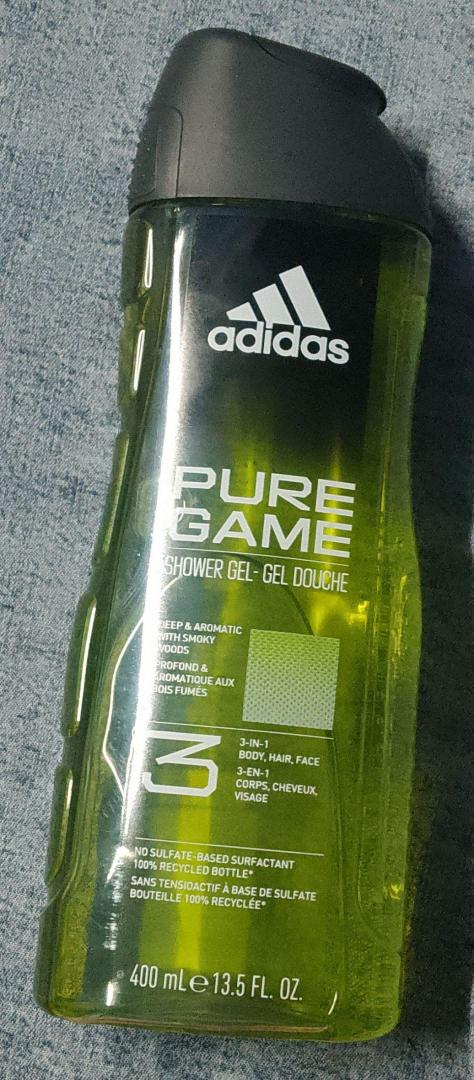 adidas
PURE
GAME
SHOWER GEL- GEL DOUCHE
DEEP & AROMATIC
WITH SMOKY
WOODS
PROFOND &
AROMATIQUE AUX
BOIS FUMÉS
3
3-IN-1
BODY, HAIR, FACE
3-EN-1
CORPS, CHEVEUX,
VISAGE
NO SULFATE-BASED SURFACTANT
100% RECYCLED BOTTLE*
SANS TENSIOACTIF À BASE DE SULFATE
BOUTEILLE 100% RECYCLÉE*
400 mL e 13.5 FL. OZ.